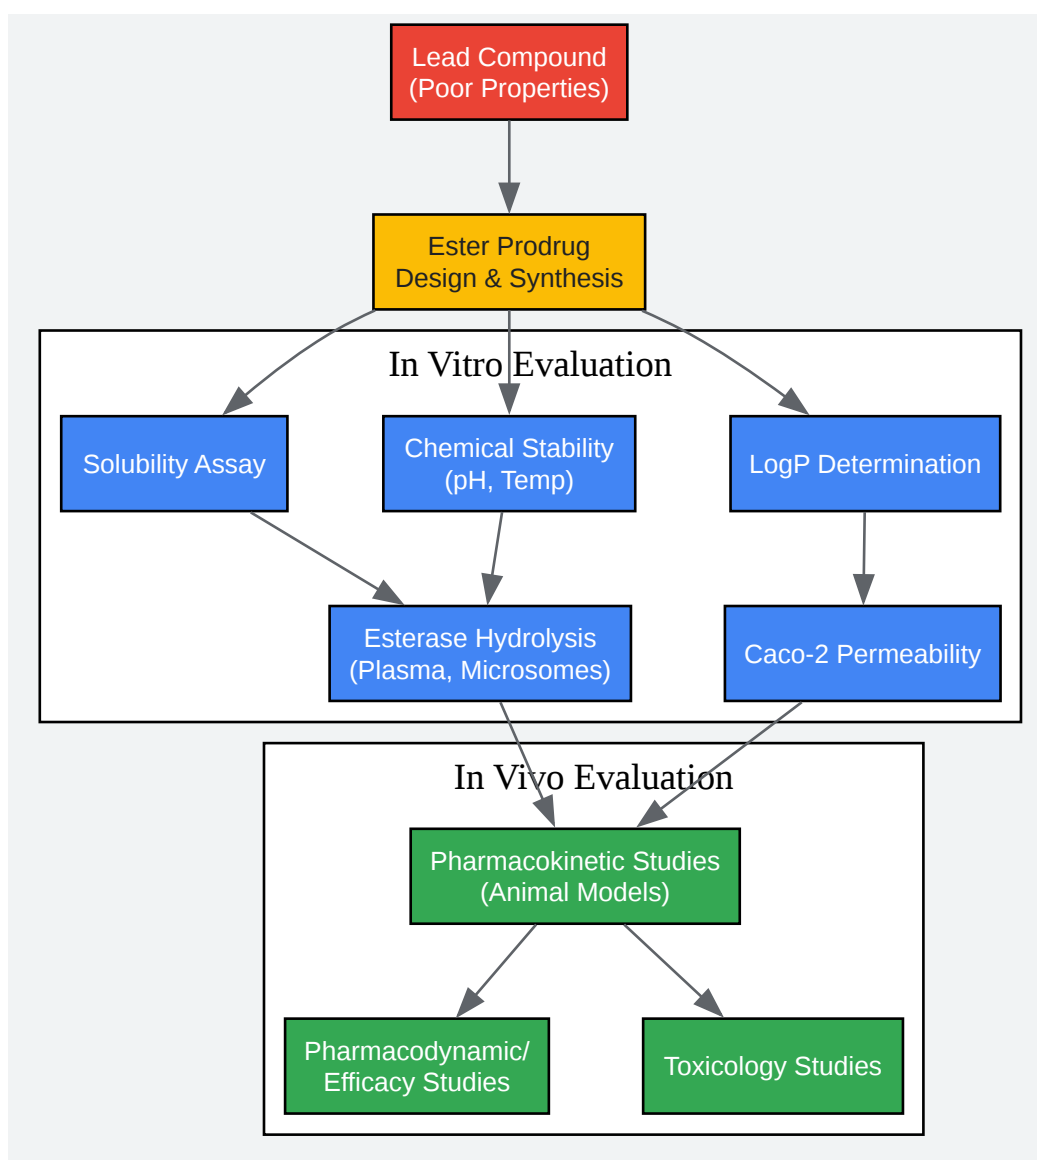 Lead Compound
(Poor Properties)
Ester Prodrug
Design & Synthesis
In Vitro Evaluation
Solubility Assay
Chemical Stability
(pH, Temp)
LogP Determination
Esterase Hydrolysis
(Plasma, Microsomes)
Caco-2 Permeability
In Vivo Evaluation
Pharmacokinetic Studies
(Animal Models)
Pharmacodynamic/
Efficacy Studies
Toxicology Studies